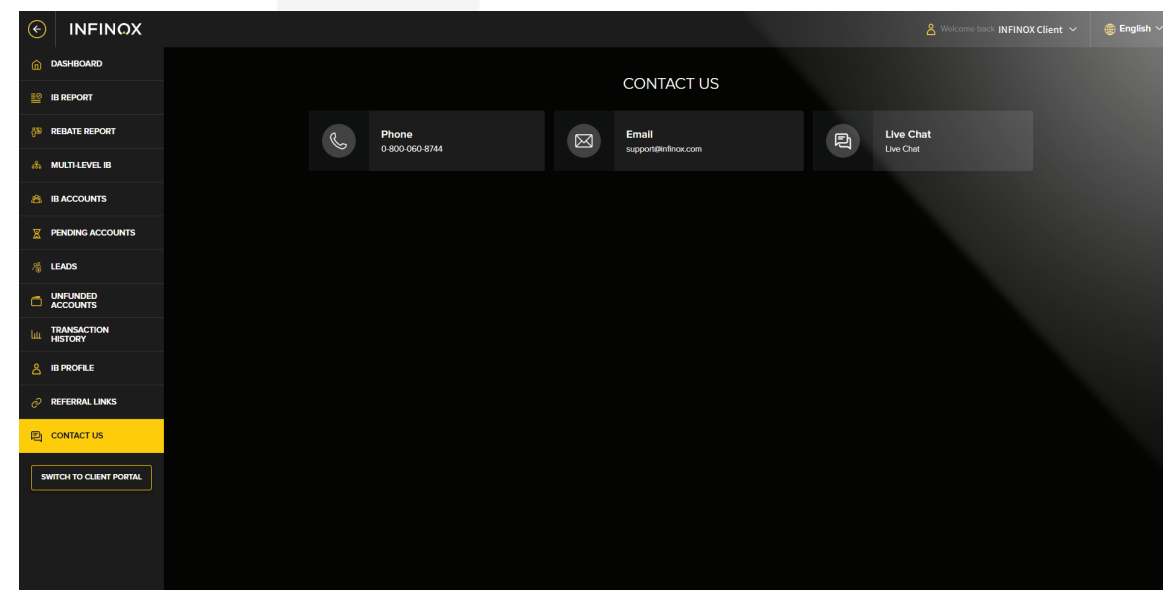 INFINOX
Welcome back INFINOX Client
English
DASHBOARD
IB REPORT
REBATE REPORT
MULTI-LEVEL IB
IB ACCOUNTS
PENDING ACCOUNTS
LEADS
UNFUNDED
ACCOUNTS
TRANSACTION
HISTORY
IB PROFILE
REFERRAL LINKS
CONTACT US
SWITCH TO CLIENT PORTAL
CONTACT US
Phone
0-800-060-8744
Email
support@infinox.com
Live Chat
Live Chat